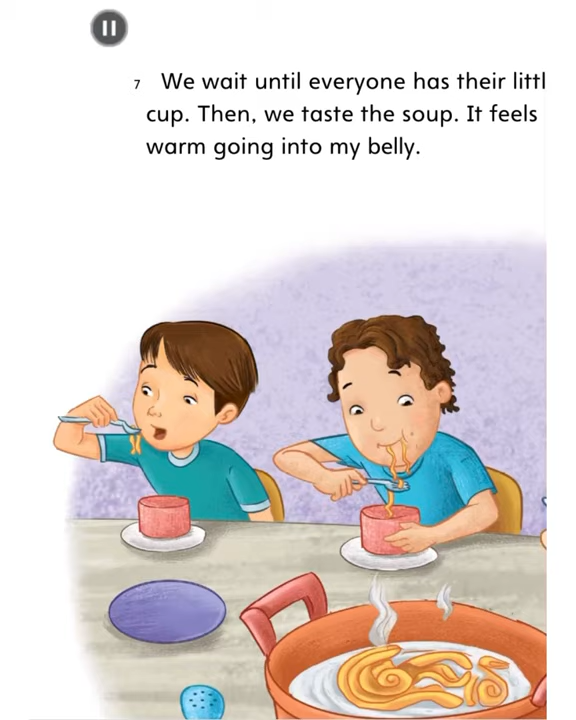 7 We wait until everyone has their littl
cup. Then, we taste the soup. It feels
warm going into my belly.